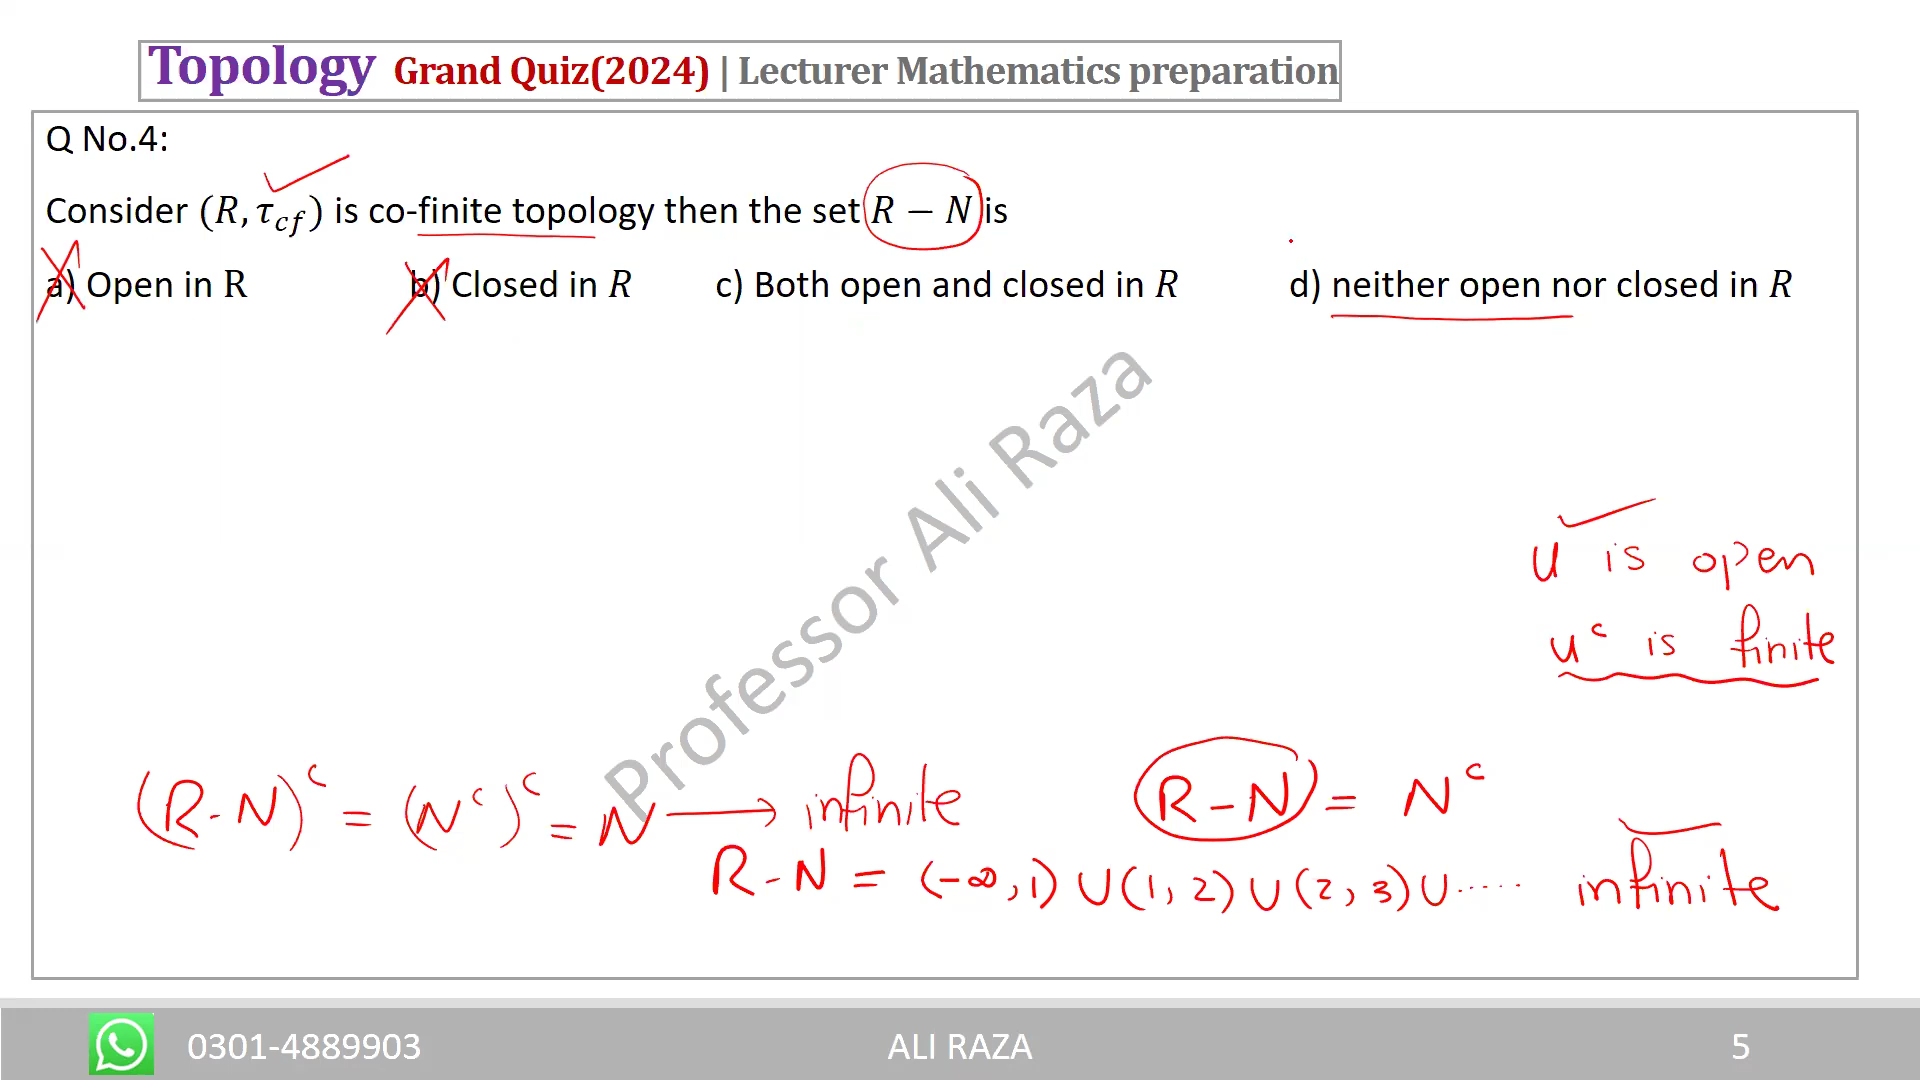 Topology Grand Quiz(2024) | Lecturer Mathematics preparation
Q No.4:
Consider (R, τ_cf) is co-finite topology then the set R − N is
a) Open in R b) Closed in R c) Both open and closed in R d) neither open nor closed in R
Professor Ali Raza
U is open
U^c is finite
(R-N)^c = (N^c)^c = N → infinite
(R-N) = N^c
R-N = (-∞,1) ∪ (1,2) ∪ (2,3) ∪ ..... infinite
0301-4889903 ALI RAZA 5